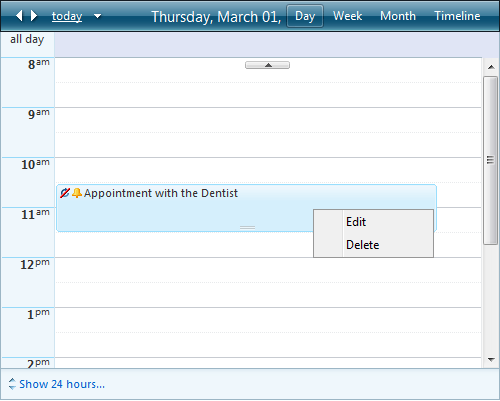 today Thursday, March 01, Day Week Month Timeline
all day
8am
9am
10am
Appointment with the Dentist
11am
Edit
Delete
12pm
1pm
2pm
Show 24 hours...